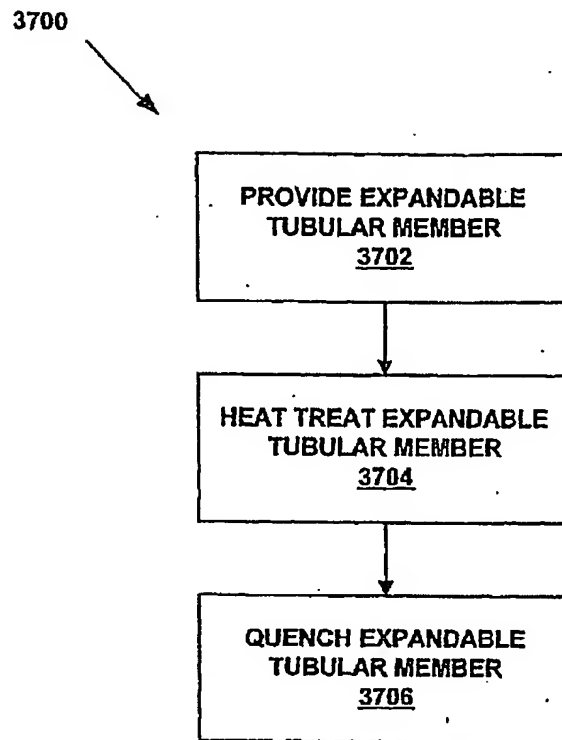 3700
PROVIDE EXPANDABLE
TUBULAR MEMBER
3702
HEAT TREAT EXPANDABLE
TUBULAR MEMBER
3704
QUENCH EXPANDABLE
TUBULAR MEMBER
3706